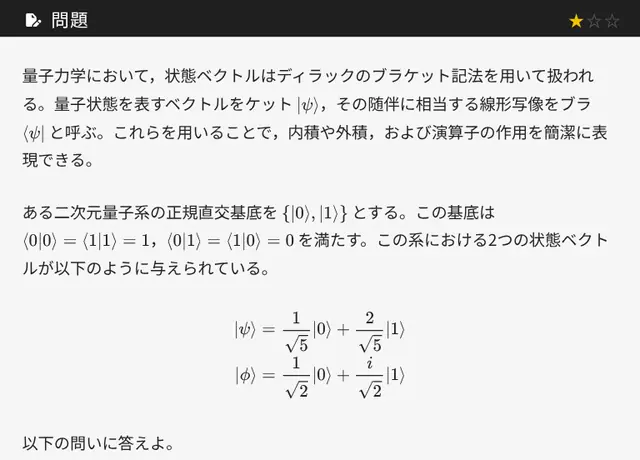 問題 ★☆☆
量子力学において，状態ベクトルはディラックのブラケット記法を用いて扱われ
る。量子状態を表すベクトルをケット |ψ⟩，その随伴に相当する線形写像をブラ
⟨ψ| と呼ぶ。これらを用いることで，内積や外積，および演算子の作用を簡潔に表
現できる。
ある二次元量子系の正規直交基底を {|0⟩, |1⟩} とする。この基底は
⟨0|0⟩ = ⟨1|1⟩ = 1，⟨0|1⟩ = ⟨1|0⟩ = 0 を満たす。この系における2つの状態ベクト
ルが以下のように与えられている。
|ψ⟩ = 1/√5 |0⟩ + 2/√5 |1⟩
|ϕ⟩ = 1/√2 |0⟩ + i/√2 |1⟩
以下の問いに答えよ。